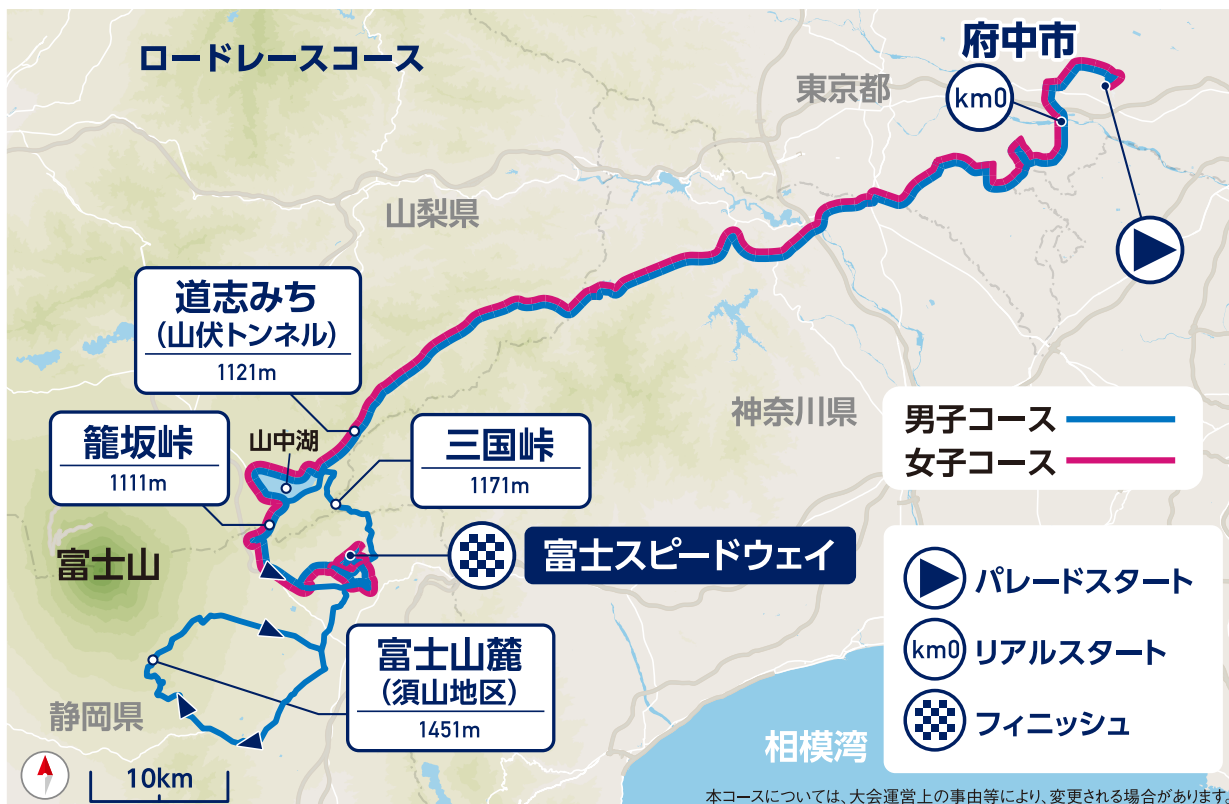 ロードレースコース
府中市
km0
東京都
山梨県
道志みち
(山伏トンネル)
1121m
神奈川県
男子コース
女子コース
籠坂峠
1111m
山中湖
三国峠
1171m
富士山
富士スピードウェイ
パレードスタート
km0
リアルスタート
フィニッシュ
富士山麓
(須山地区)
1451m
静岡県
相模湾
10km
本コースについては、大会運営上の事由等により、変更される場合があります。